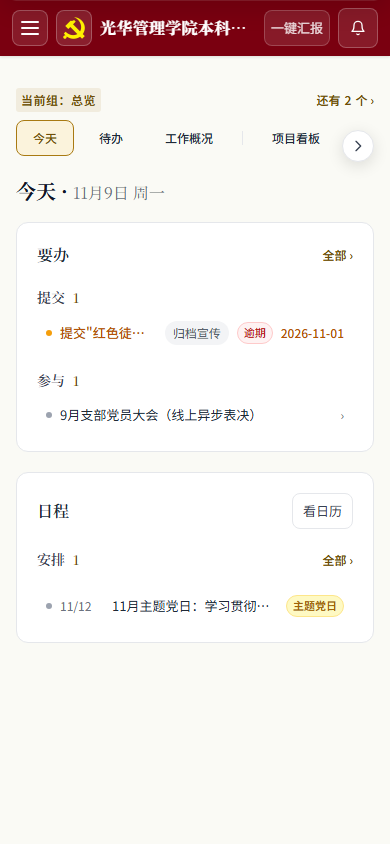 光华管理学院本科… 一键汇报
当前组：总览 还有 2 个 ›
今天 待办 工作概况 项目看板
今天 · 11月9日 周一
要办 全部 ›
提交 1
提交"红色徒… 归档宣传 逾期 2026-11-01
参与 1
9月支部党员大会（线上异步表决） ›
日程 看日历
安排 1 全部 ›
11/12 11月主题党日：学习贯彻… 主题党日